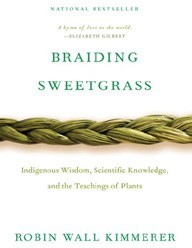 NATIONAL BESTSELLER
A hymn of love to the world.
—ELIZABETH GILBERT
BRAIDING
SWEETGRASS
Indigenous Wisdom, Scientific Knowledge,
and the Teachings of Plants
ROBIN WALL KIMMERER